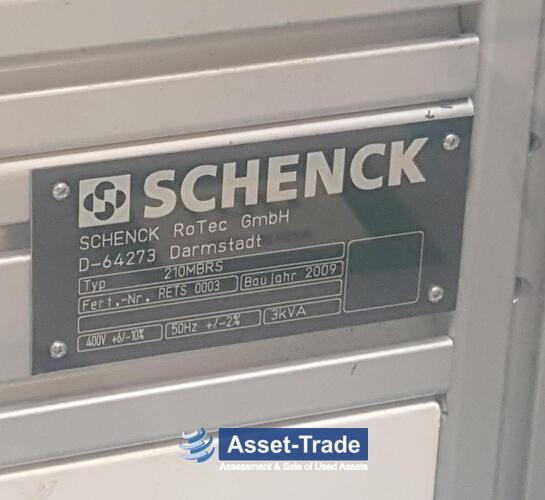 SCHENCK
SCHENCK RoTec GmbH
D-64273 Darmstadt
Typ 210MBRS
Fert.-Nr. RETS 0003 Baujahr 2009
400V +6/-10% 50Hz +/-2% 3kVA
Asset-Trade
Assessment & Sale of Used Assets